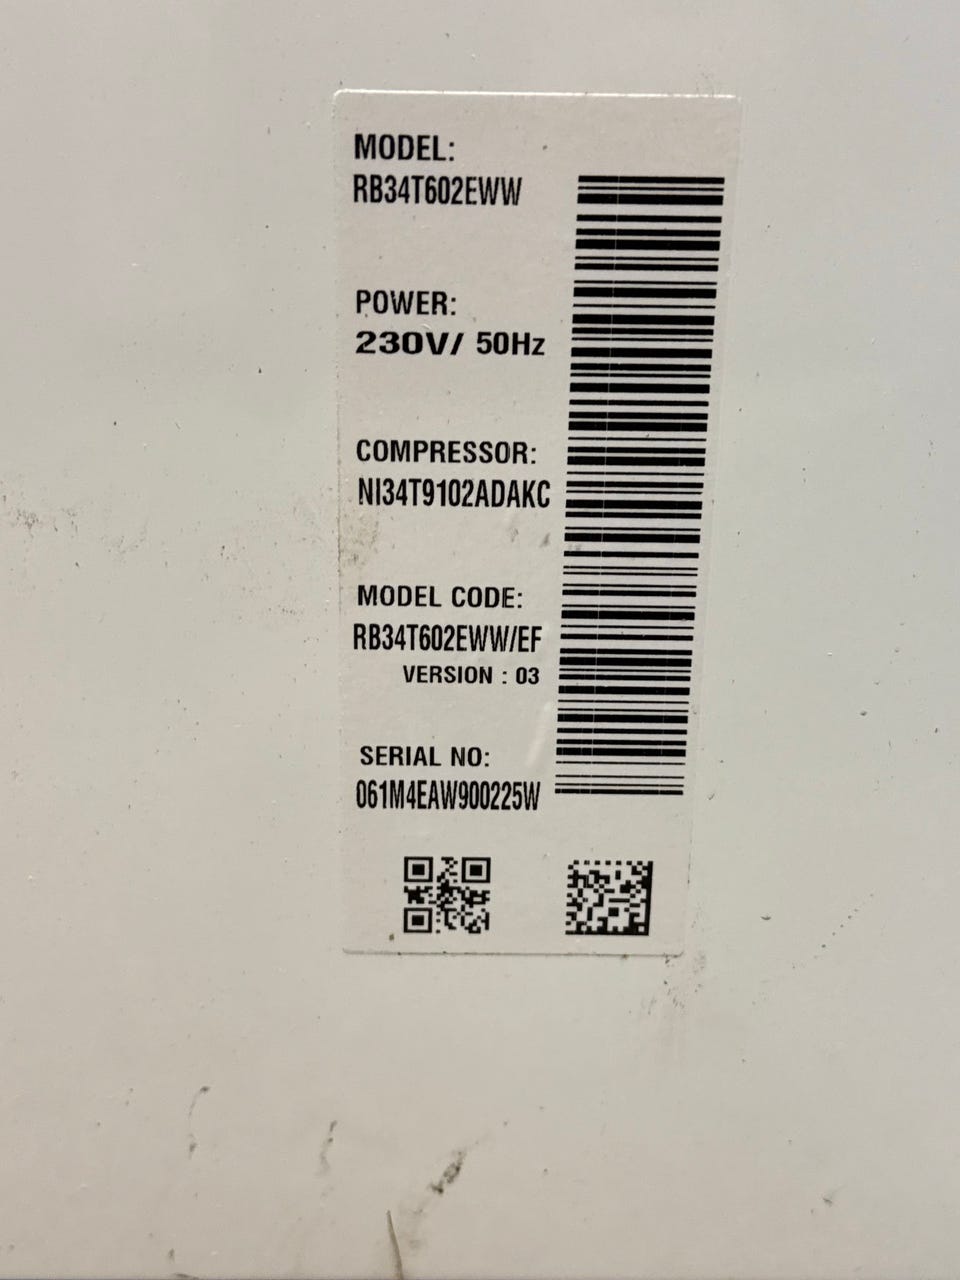 MODEL:
RB34T602EWW
POWER:
230V/ 50Hz
COMPRESSOR:
NI34T9102ADAKC
MODEL CODE:
RB34T602EWW/EF
VERSION : 03
SERIAL NO:
061M4EAW900225W